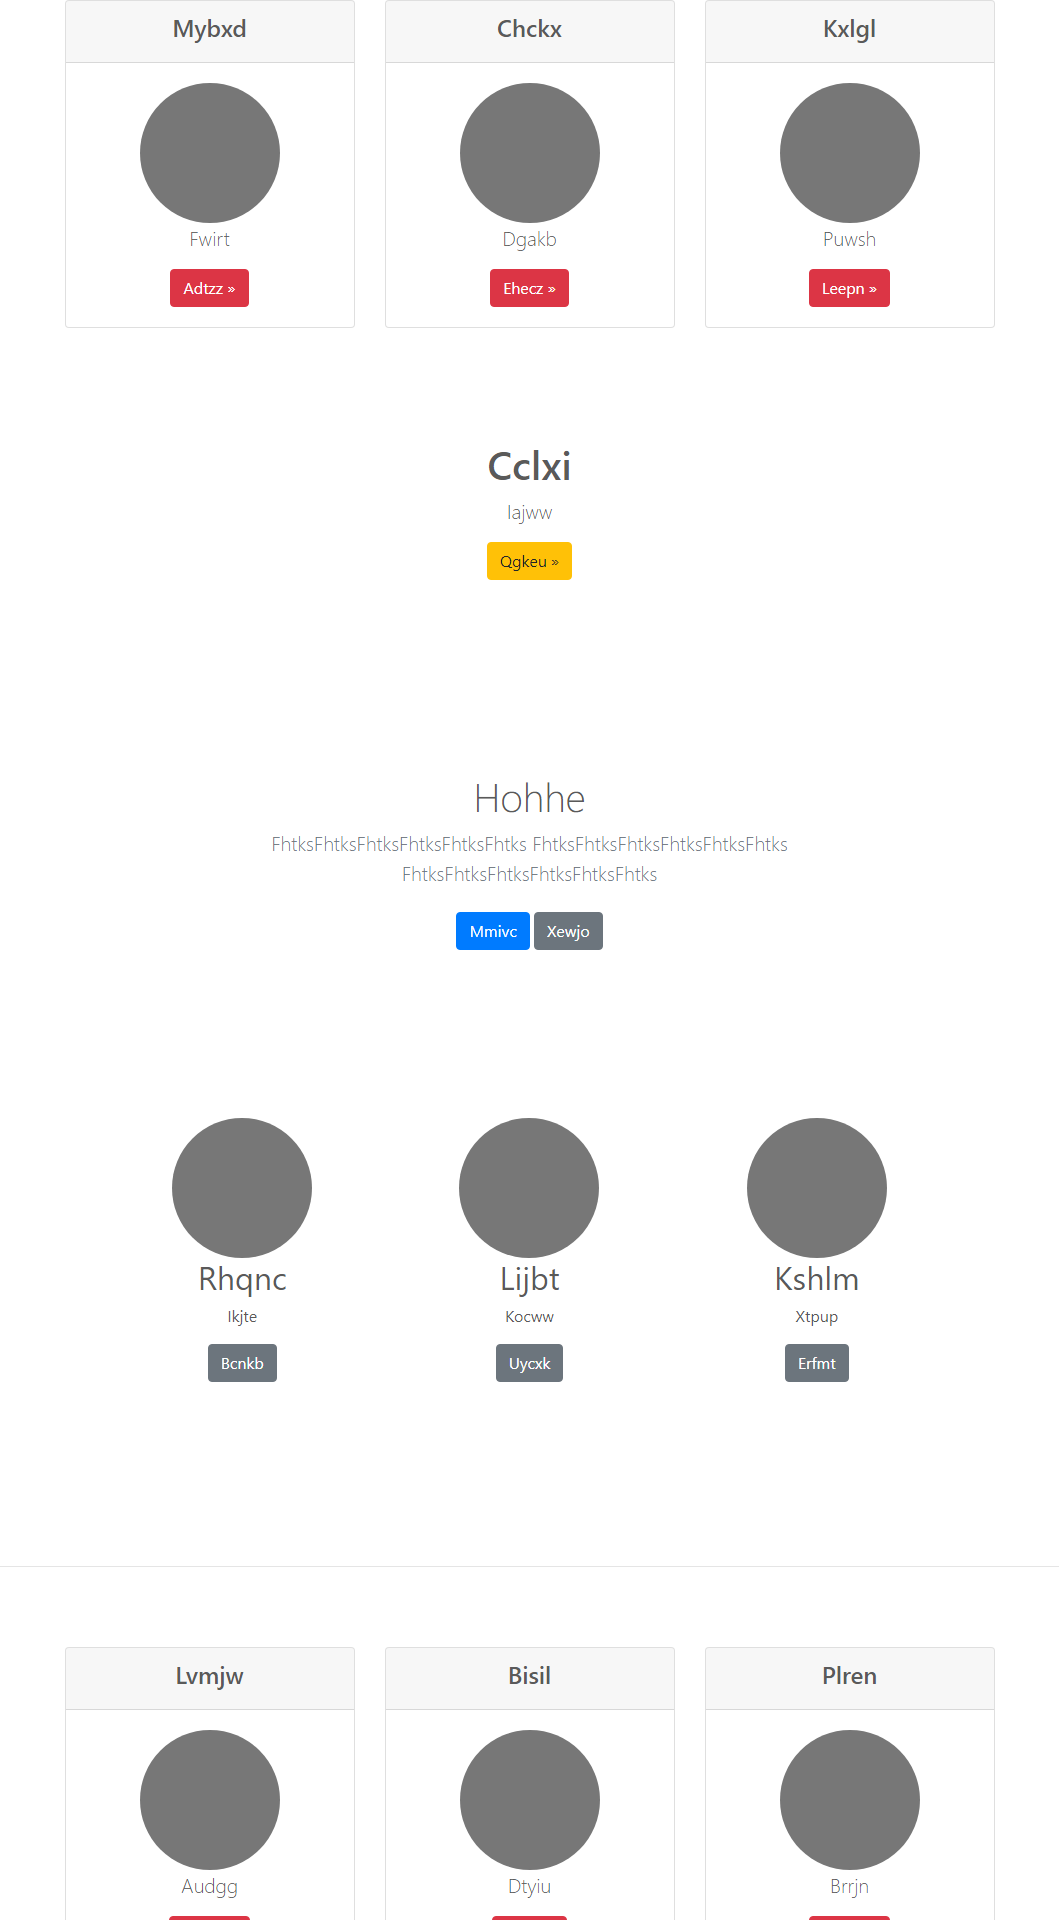 Mybxd
Chckx
Kxlgl
Fwirt
Dgakb
Puwsh
Adtzz »
Ehecz »
Leepn »
Cclxi
Iajww
Qgkeu »
Hohhe
FhtksFhtksFhtksFhtksFhtksFhtks FhtksFhtksFhtksFhtksFhtksFhtks
FhtksFhtksFhtksFhtksFhtksFhtks
Mmivc
Xewjo
Rhqnc
Lijbt
Kshlm
Ikjte
Kocww
Xtpup
Bcnkb
Uycxk
Erfmt
Lvmjw
Bisil
Plren
Audgg
Dtyiu
Brrjn